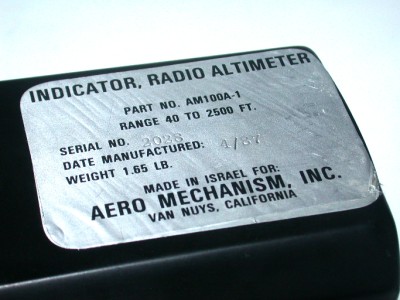 INDICATOR, RADIO ALTIMETER
PART NO. AM100A-1
RANGE 40 TO 2500 FT.
SERIAL NO. 2036
DATE MANUFACTURED: 4/87
WEIGHT 1.65 LB.
MADE IN ISRAEL FOR:
AERO MECHANISM, INC.
VAN NUYS, CALIFORNIA